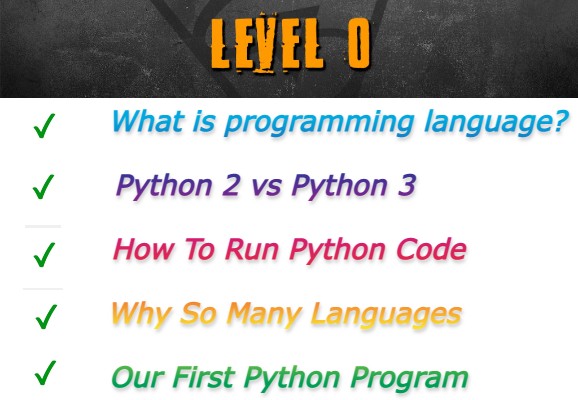 LEVEL 0
What is programming language?
Python 2 vs Python 3
How To Run Python Code
Why So Many Languages
Our First Python Program